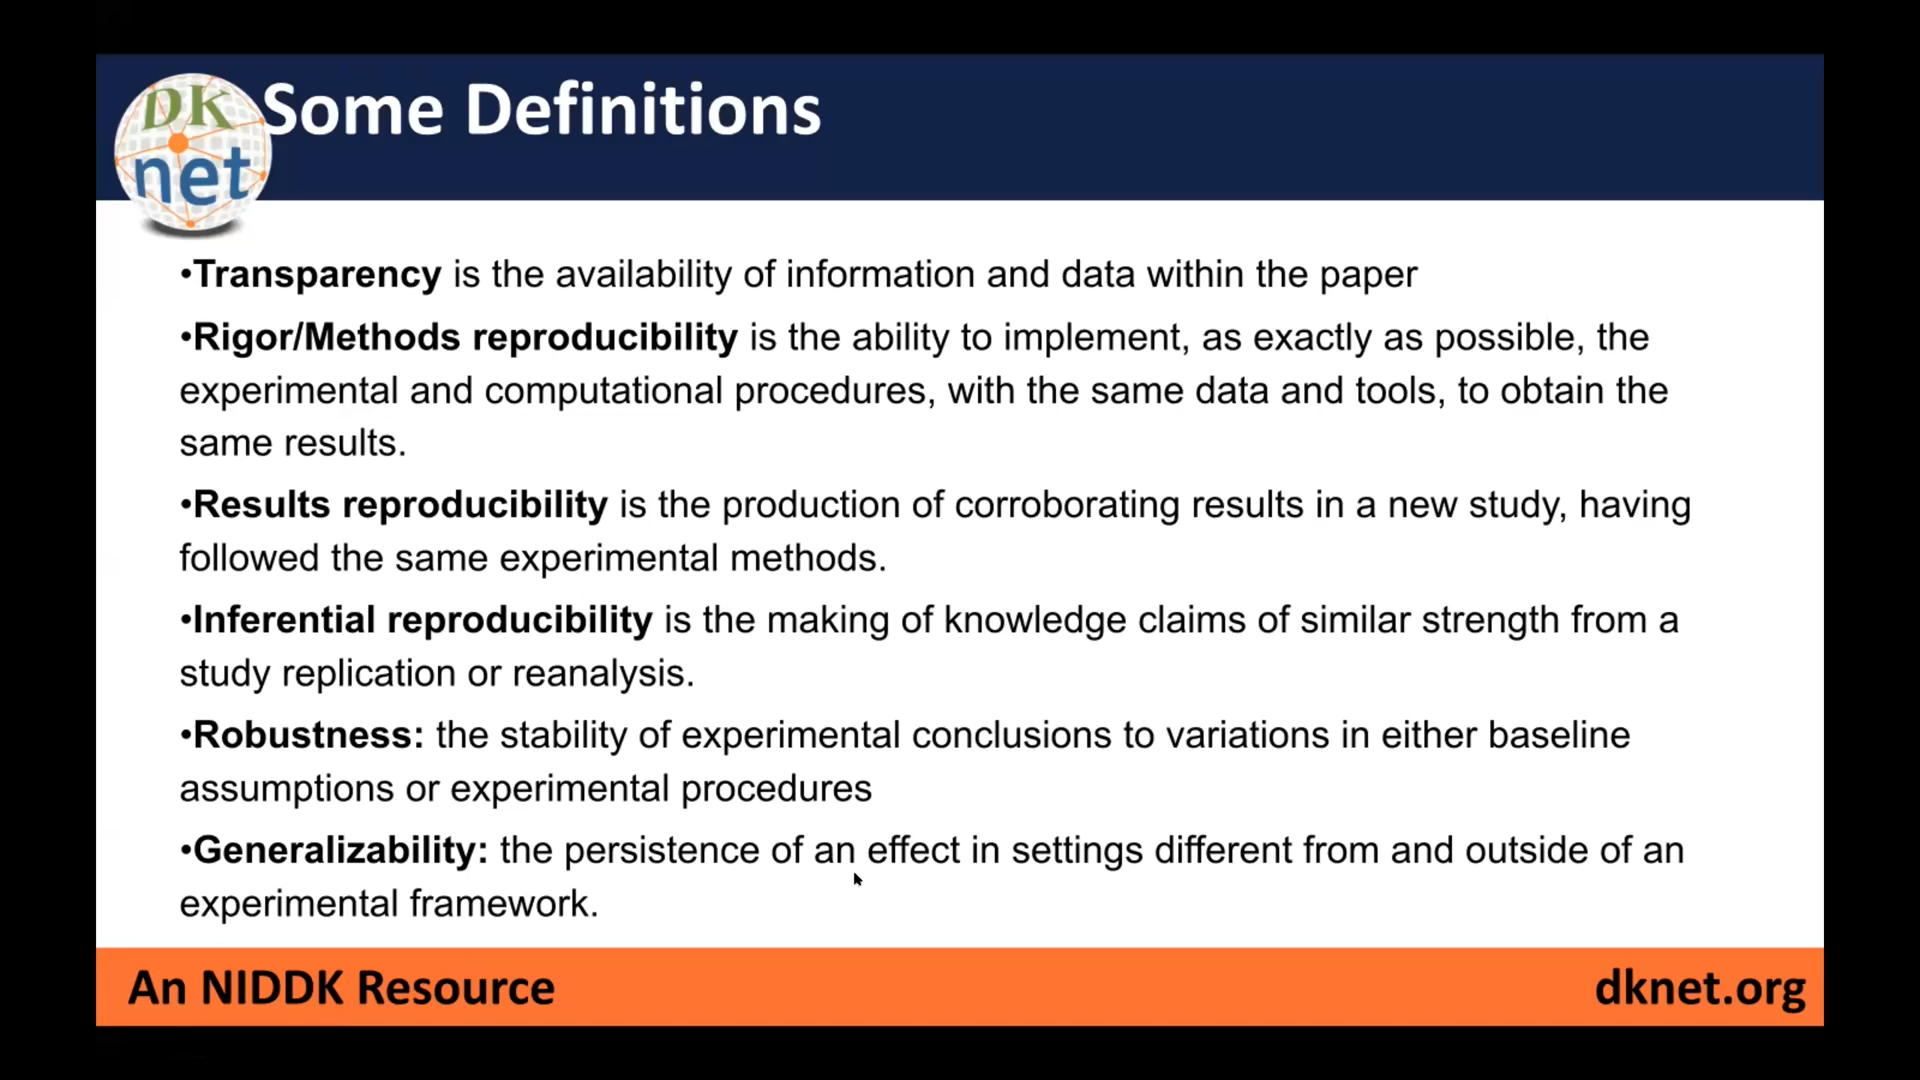 DK
net
Some Definitions
•Transparency is the availability of information and data within the paper
•Rigor/Methods reproducibility is the ability to implement, as exactly as possible, the
experimental and computational procedures, with the same data and tools, to obtain the
same results.
•Results reproducibility is the production of corroborating results in a new study, having
followed the same experimental methods.
•Inferential reproducibility is the making of knowledge claims of similar strength from a
study replication or reanalysis.
•Robustness: the stability of experimental conclusions to variations in either baseline
assumptions or experimental procedures
•Generalizability: the persistence of an effect in settings different from and outside of an
experimental framework.
An NIDDK Resource
dknet.org